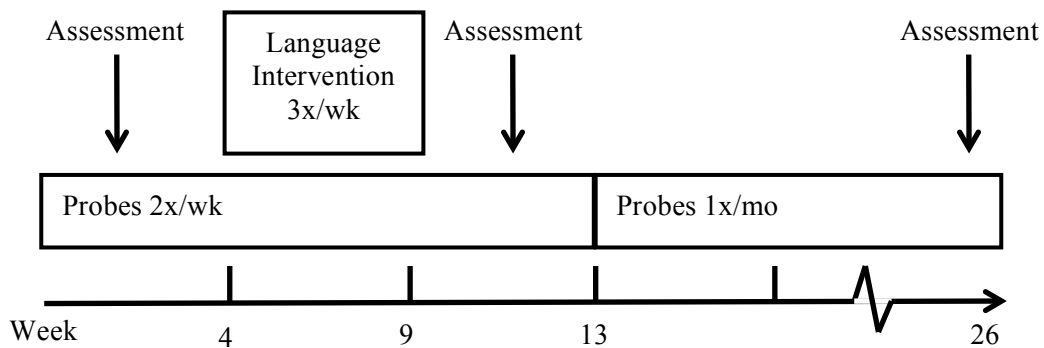 Assessment
Language
Intervention
3x/wk
Assessment
Assessment
Probes 2x/wk
Probes 1x/mo
Week
4
9
13
26